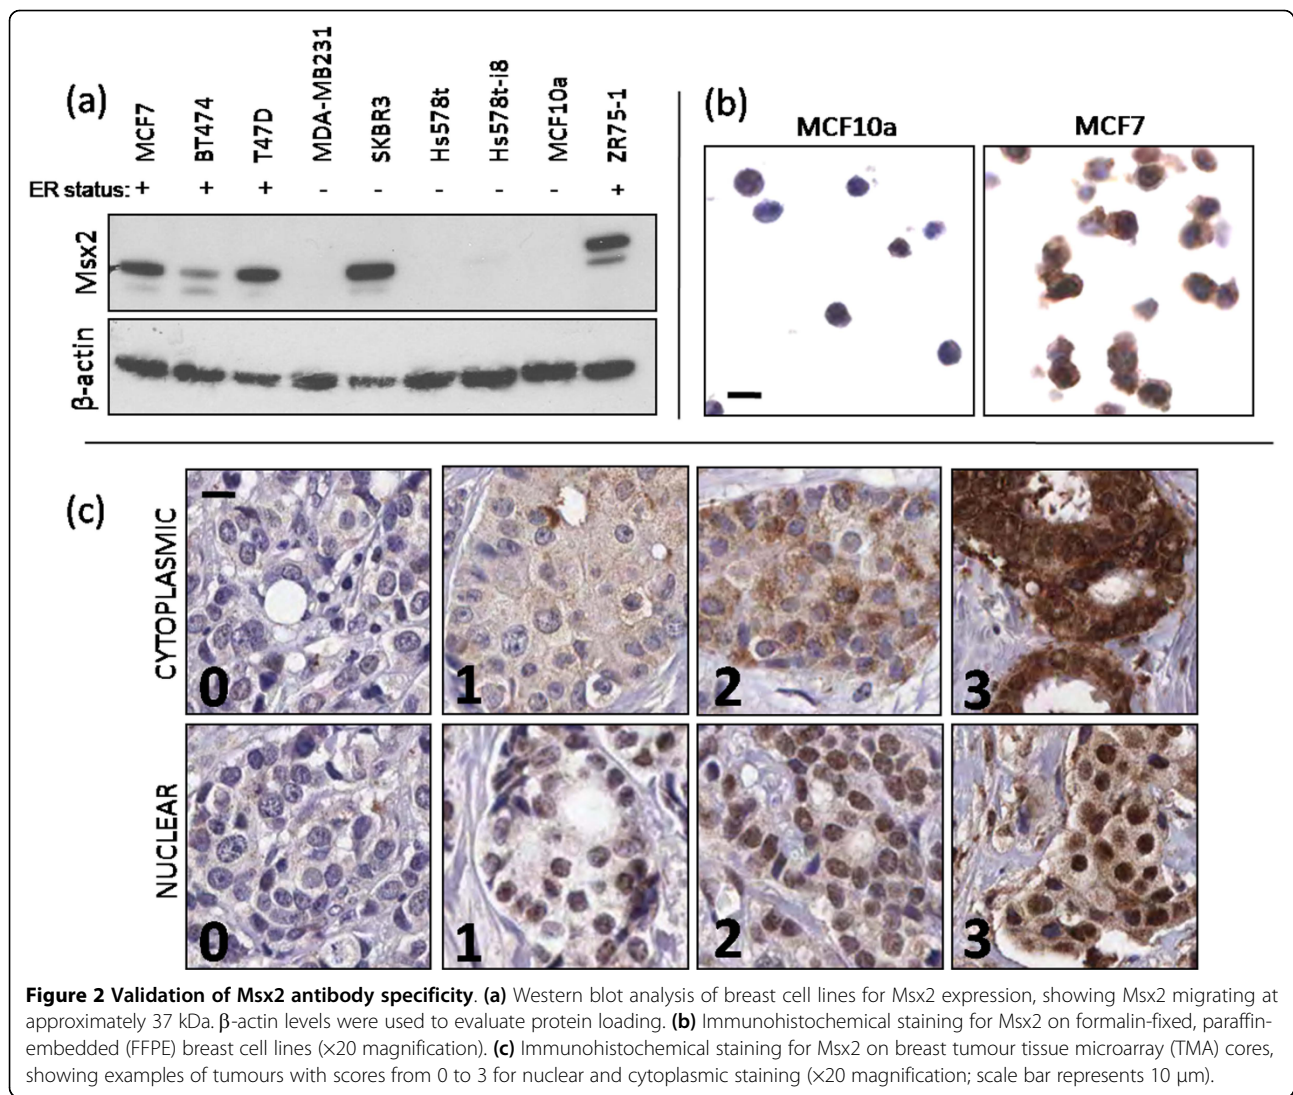 (a)
MCF7
BT474
T47D
MDA-MB231
SKBR3
Hs578t
Hs578t-i8
MCF10a
ZR75-1
ER status: + + + - - - - - +
Msx2
β-actin
(b)
MCF10a
MCF7
(c)
CYTOPLASMIC
0 1 2 3
NUCLEAR
0 1 2 3
Figure 2 Validation of Msx2 antibody specificity. (a) Western blot analysis of breast cell lines for Msx2 expression, showing Msx2 migrating at
approximately 37 kDa. β-actin levels were used to evaluate protein loading. (b) Immunohistochemical staining for Msx2 on formalin-fixed, paraffin-
embedded (FFPE) breast cell lines (×20 magnification). (c) Immunohistochemical staining for Msx2 on breast tumour tissue microarray (TMA) cores,
showing examples of tumours with scores from 0 to 3 for nuclear and cytoplasmic staining (×20 magnification; scale bar represents 10 μm).